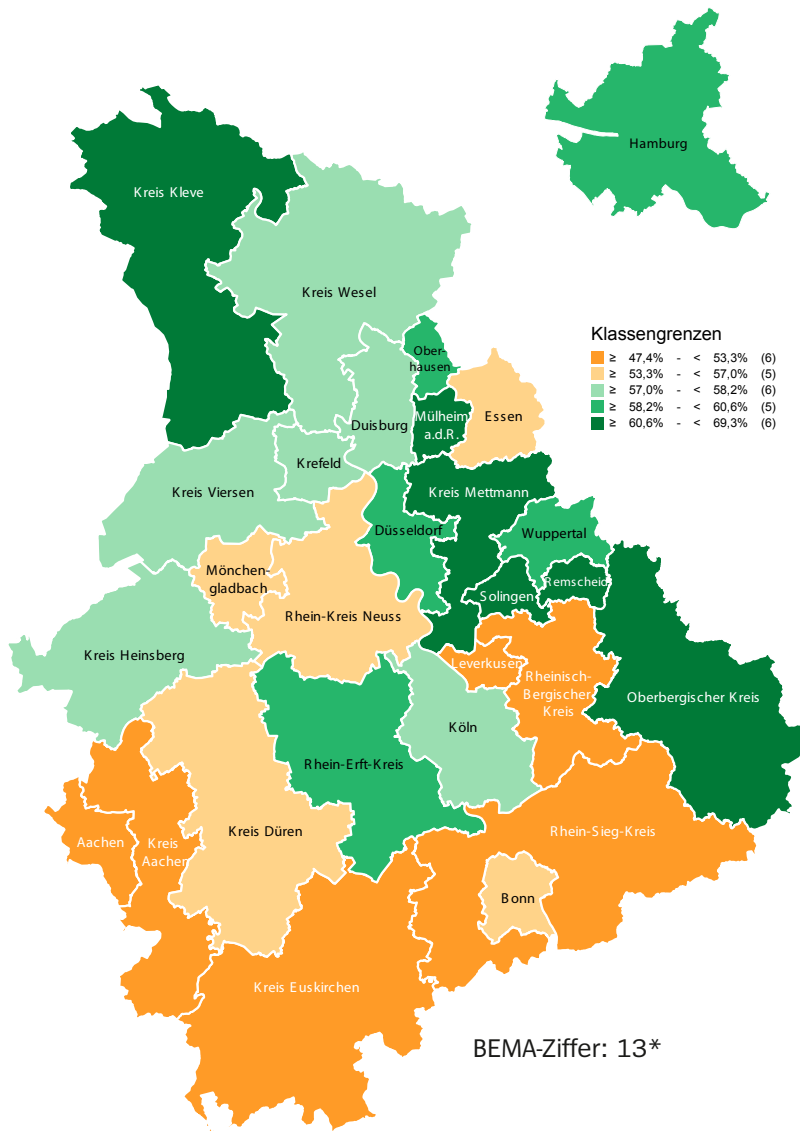 Hamburg
Kreis Kleve
Kreis Wesel
Klassengrenzen
≥ 47,4% - < 53,3% (6)
≥ 53,3% - < 57,0% (5)
≥ 57,0% - < 58,2% (6)
≥ 58,2% - < 60,6% (5)
≥ 60,6% - < 69,3% (6)
Ober-
hausen
Mülheim
a.d.R.
Essen
Duisburg
Krefeld
Kreis Viersen
Kreis Mettmann
Düsseldorf
Wuppertal
Mönchen-
gladbach
Remscheid
Solingen
Rhein-Kreis Neuss
Kreis Heinsberg
Leverkusen
Rheinisch-
Bergischer
Kreis
Oberbergischer Kreis
Köln
Rhein-Erft-Kreis
Kreis Düren
Rhein-Sieg-Kreis
Aachen
Kreis
Aachen
Bonn
Kreis Euskirchen
BEMA-Ziffer: 13*